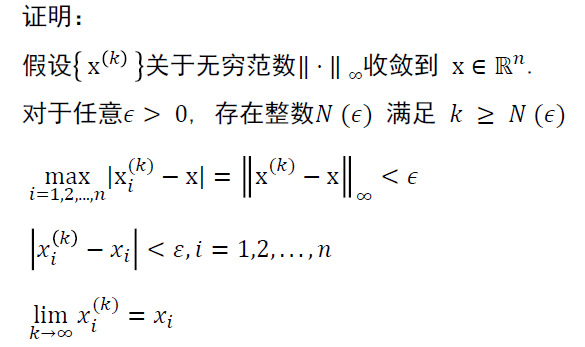 证明：
假设{ x⁽ᵏ⁾ }关于无穷范数‖ · ‖ ∞收敛到 x ∈ ℝⁿ.
对于任意ϵ > 0, 存在整数N (ϵ) 满足 k ≥ N (ϵ)
max_{i=1,2,…,n} |x_i^{(k)} − x| = ‖x^{(k)} − x‖_∞ < ϵ
|x_i^{(k)} − x_i| < ε, i = 1,2, . . . , n
lim_{k→∞} x_i^{(k)} = x_i